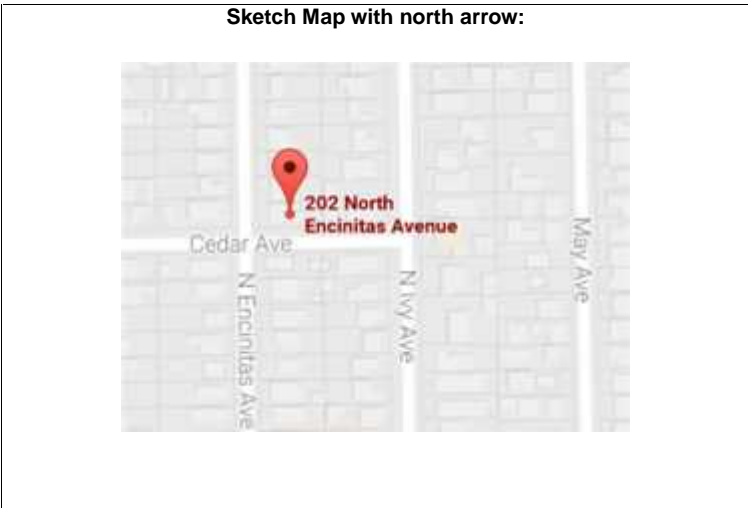 Sketch Map with north arrow:
202 North
Encinitas Avenue
Cedar Ave
N Encinitas Ave
N Ivy Ave
May Ave